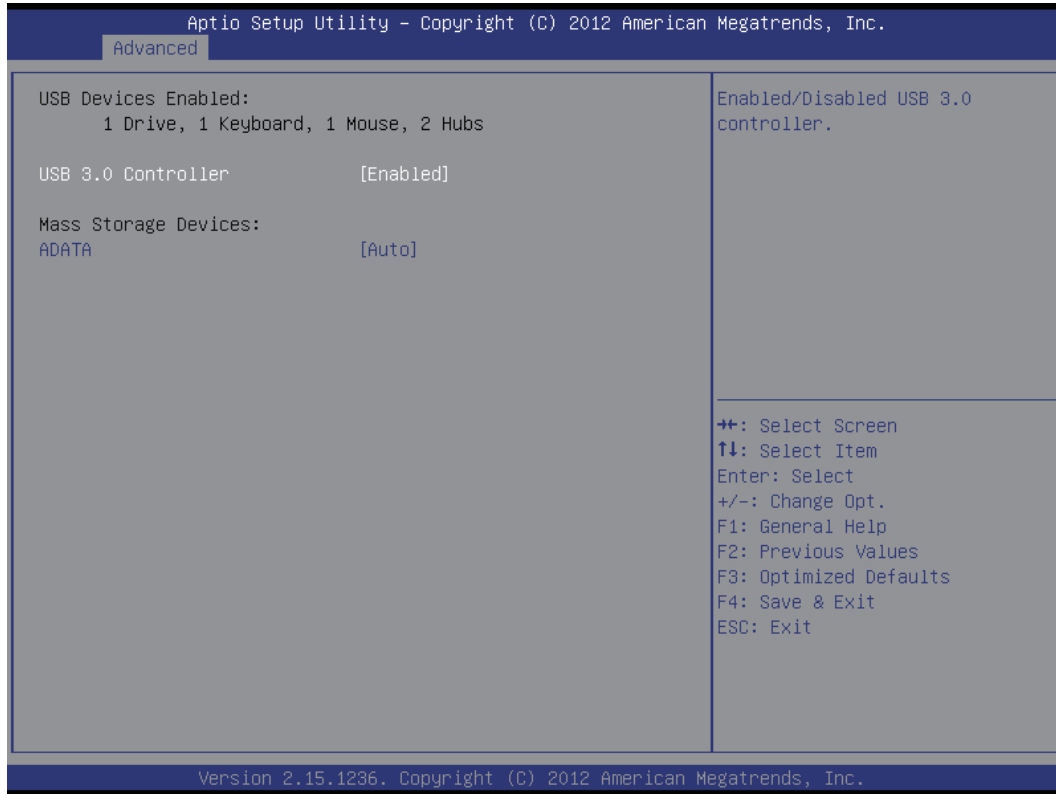 Aptio Setup Utility – Copyright (C) 2012 American Megatrends, Inc.
Advanced
USB Devices Enabled:
1 Drive, 1 Keyboard, 1 Mouse, 2 Hubs
USB 3.0 Controller [Enabled]
Mass Storage Devices:
ADATA [Auto]
Enabled/Disabled USB 3.0
controller.
→←: Select Screen
↑↓: Select Item
Enter: Select
+/-: Change Opt.
F1: General Help
F2: Previous Values
F3: Optimized Defaults
F4: Save & Exit
ESC: Exit
Version 2.15.1236. Copyright (C) 2012 American Megatrends, Inc.